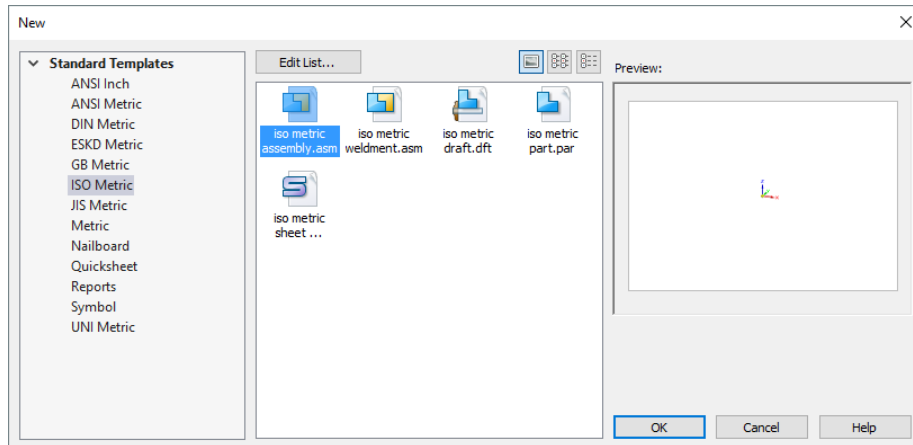 New
Standard Templates
ANSI Inch
ANSI Metric
DIN Metric
ESKD Metric
GB Metric
ISO Metric
JIS Metric
Metric
Nailboard
Quicksheet
Reports
Symbol
UNI Metric
Edit List...
iso metric
assembly.asm
iso metric
weldment.asm
iso metric
draft.dft
iso metric
part.par
iso metric
sheet ...
Preview:
OK
Cancel
Help